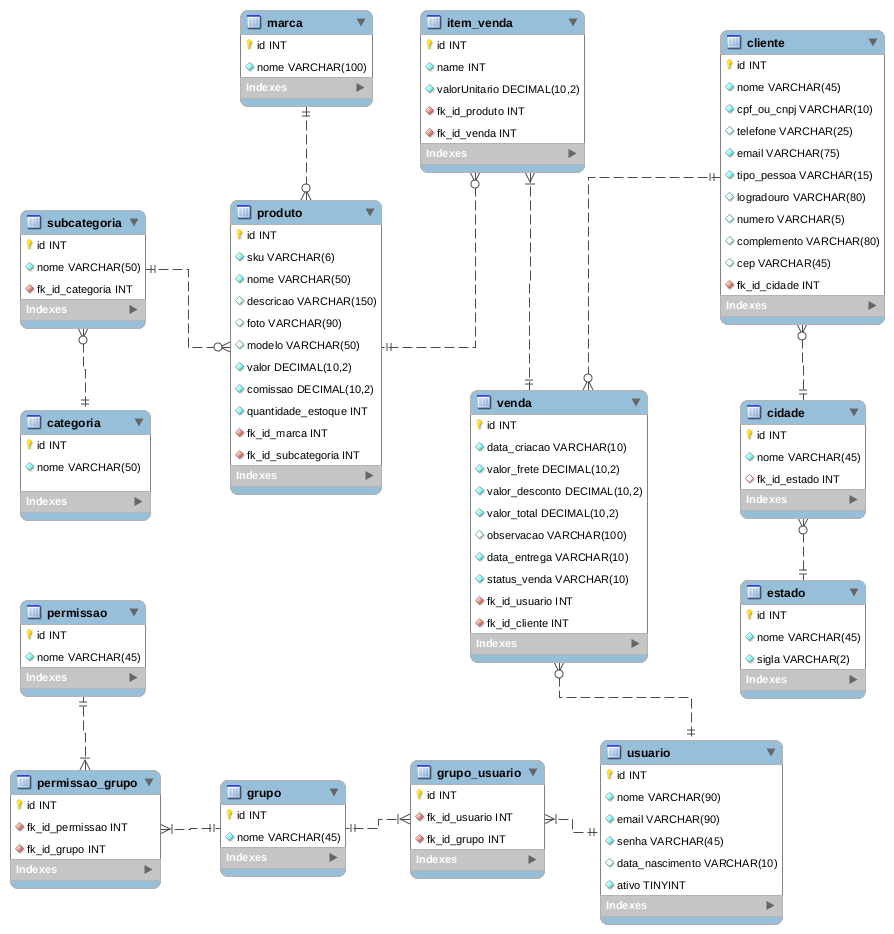 marca
id INT
nome VARCHAR(100)
Indexes
item_venda
id INT
name INT
valorUnitario DECIMAL(10,2)
fk_id_produto INT
fk_id_venda INT
Indexes
cliente
id INT
nome VARCHAR(45)
cpf_ou_cnpj VARCHAR(10)
telefone VARCHAR(25)
email VARCHAR(75)
tipo_pessoa VARCHAR(15)
logradouro VARCHAR(80)
numero VARCHAR(5)
complemento VARCHAR(80)
cep VARCHAR(45)
fk_id_cidade INT
Indexes
subcategoria
id INT
nome VARCHAR(50)
fk_id_categoria INT
Indexes
produto
id INT
sku VARCHAR(6)
nome VARCHAR(50)
descricao VARCHAR(150)
foto VARCHAR(90)
modelo VARCHAR(50)
valor DECIMAL(10,2)
comissao DECIMAL(10,2)
quantidade_estoque INT
fk_id_marca INT
fk_id_subcategoria INT
Indexes
categoria
id INT
nome VARCHAR(50)
Indexes
venda
id INT
data_criacao VARCHAR(10)
valor_frete DECIMAL(10,2)
valor_desconto DECIMAL(10,2)
valor_total DECIMAL(10,2)
observacao VARCHAR(100)
data_entrega VARCHAR(10)
status_venda VARCHAR(10)
fk_id_usuario INT
fk_id_cliente INT
Indexes
cidade
id INT
nome VARCHAR(45)
fk_id_estado INT
Indexes
estado
id INT
nome VARCHAR(45)
sigla VARCHAR(2)
Indexes
permissao
id INT
nome VARCHAR(45)
Indexes
permissao_grupo
id INT
fk_id_permissao INT
fk_id_grupo INT
Indexes
grupo
id INT
nome VARCHAR(45)
Indexes
grupo_usuario
id INT
fk_id_usuario INT
fk_id_grupo INT
Indexes
usuario
id INT
nome VARCHAR(90)
email VARCHAR(90)
senha VARCHAR(45)
data_nascimento VARCHAR(10)
ativo TINYINT
Indexes